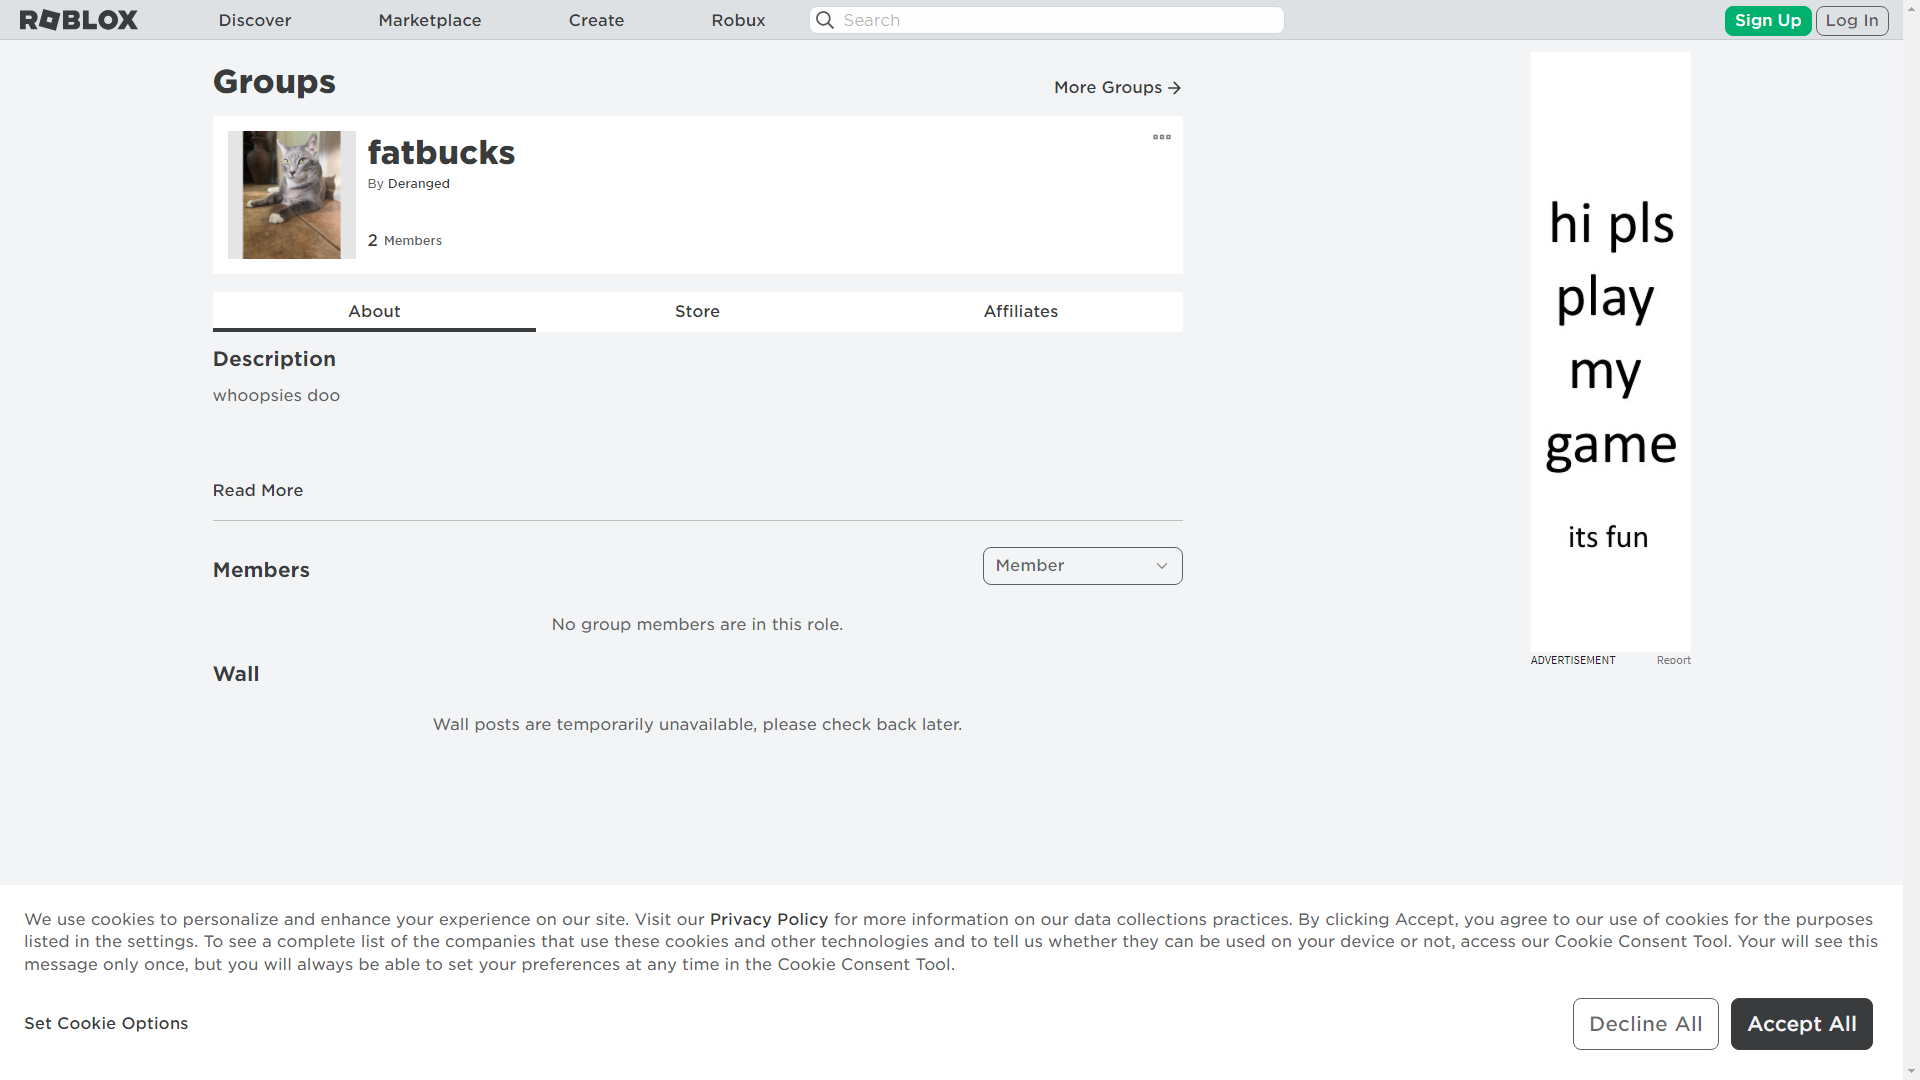 ROBLOX
Discover
Marketplace
Create
Robux
Search
Sign Up
Log In
Groups
More Groups
fatbucks
By Deranged
2 Members
About
Store
Affiliates
Description
whoopsies doo
Read More
Members
Member
No group members are in this role.
Wall
Wall posts are temporarily unavailable, please check back later.
hi pls
play
my
game
its fun
ADVERTISEMENT
Report
We use cookies to personalize and enhance your experience on our site. Visit our Privacy Policy for more information on our data collections practices. By clicking Accept, you agree to our use of cookies for the purposes
listed in the settings. To see a complete list of the companies that use these cookies and other technologies and to tell us whether they can be used on your device or not, access our Cookie Consent Tool. Your will see this
message only once, but you will always be able to set your preferences at any time in the Cookie Consent Tool.
Set Cookie Options
Decline All
Accept All